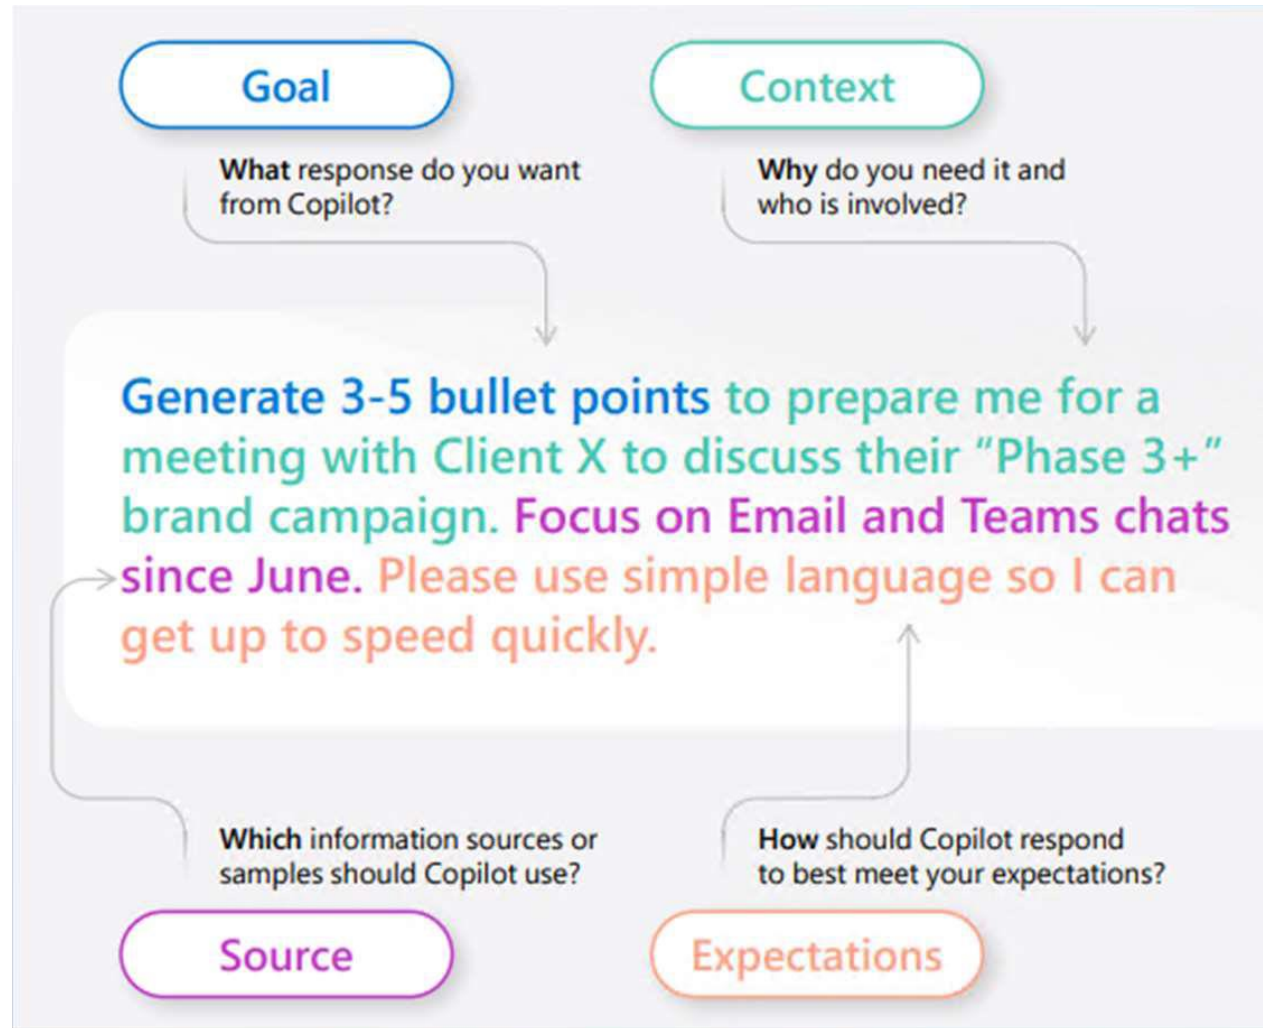 Goal
Context
What response do you want
from Copilot?
Why do you need it and
who is involved?
Generate 3-5 bullet points to prepare me for a
meeting with Client X to discuss their “Phase 3+”
brand campaign. Focus on Email and Teams chats
since June. Please use simple language so I can
get up to speed quickly.
Which information sources or
samples should Copilot use?
How should Copilot respond
to best meet your expectations?
Source
Expectations